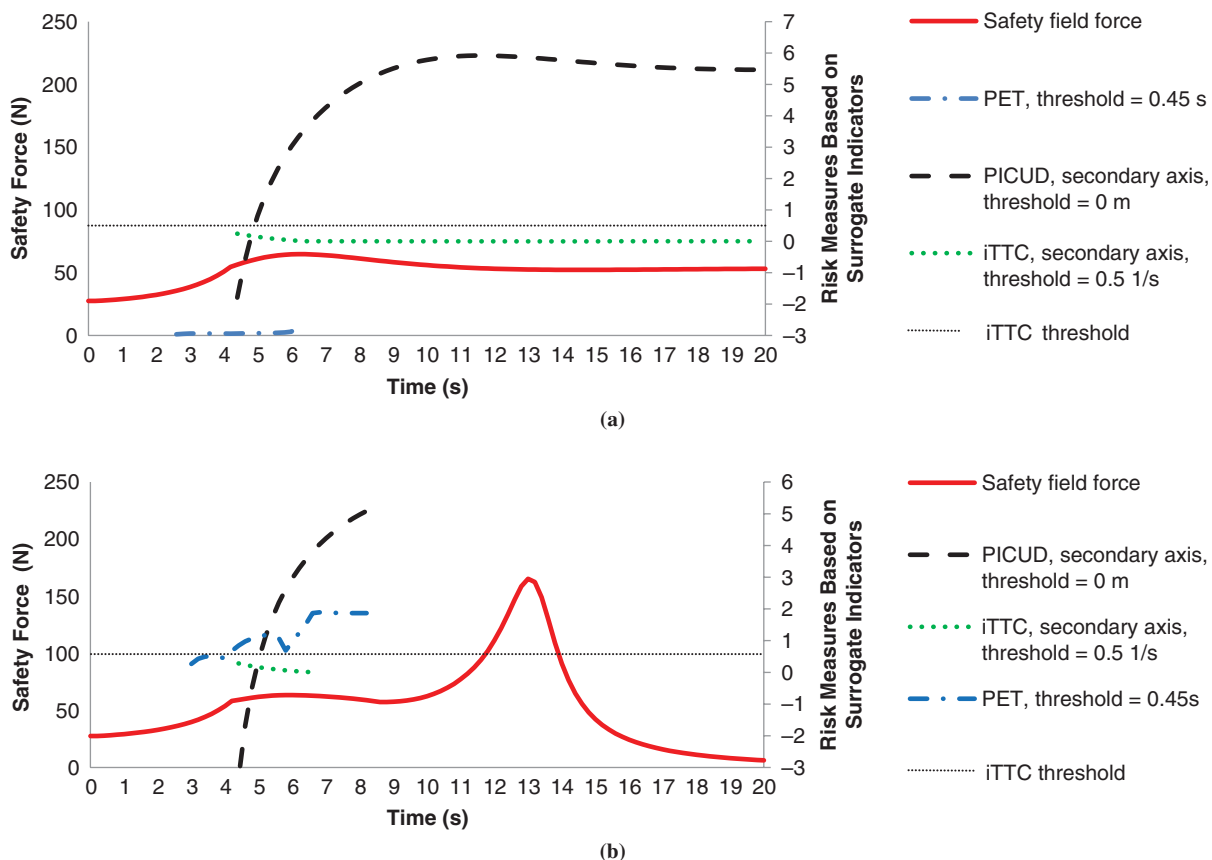 250
200
150
100
50
0
Safety Force (N)
7
6
5
4
3
2
1
0
–1
–2
–3
Risk Measures Based on
Surrogate Indicators
0 1 2 3 4 5 6 7 8 9 10 11 12 13 14 15 16 17 18 19 20
Time (s)
Safety field force
PET, threshold = 0.45 s
PICUD, secondary axis,
threshold = 0 m
iTTC, secondary axis,
threshold = 0.5 1/s
iTTC threshold
(a)
250
200
150
100
50
0
Safety Force (N)
6
5
4
3
2
1
0
–1
–2
–3
Risk Measures Based on
Surrogate Indicators
0 1 2 3 4 5 6 7 8 9 10 11 12 13 14 15 16 17 18 19 20
Time (s)
Safety field force
PICUD, secondary axis,
threshold = 0 m
iTTC, secondary axis,
threshold = 0.5 1/s
PET, threshold = 0.45s
iTTC threshold
(b)